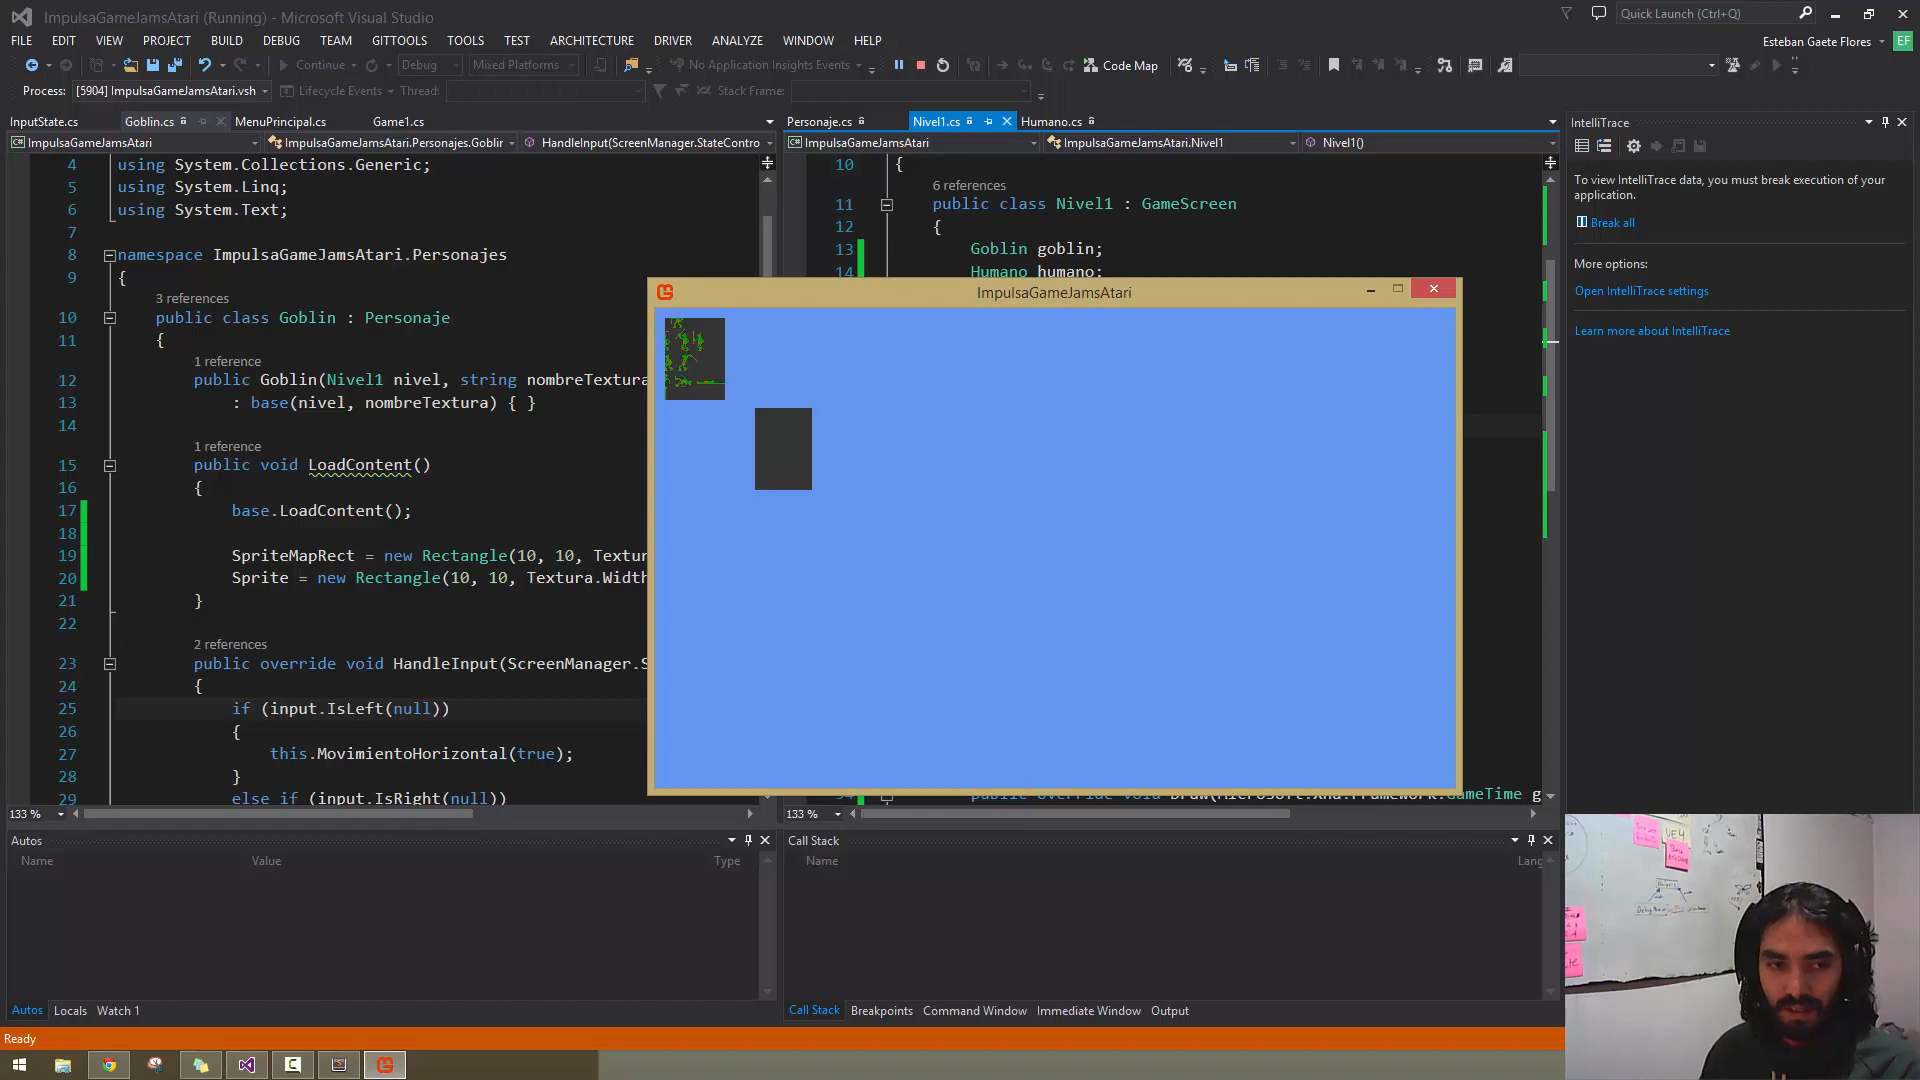 ImpulsaGameJamsAtari (Running) - Microsoft Visual Studio
Quick Launch (Ctrl+Q)
FILE EDIT VIEW PROJECT BUILD DEBUG TEAM GITTOOLS TOOLS TEST ARCHITECTURE DRIVER ANALYZE WINDOW HELP
Esteban Gaete Flores EF
Continue Debug Mixed Platforms No Application Insights Events Code Map
Process: [5904] ImpulsaGameJamsAtari.vsh Lifecycle Events Thread: Stack Frame:
InputState.cs Goblin.cs MenuPrincipal.cs Game1.cs
ImpulsaGameJamsAtari ImpulsaGameJamsAtari.Personajes.Goblin HandleInput(ScreenManager.StateContro
4 using System.Collections.Generic;
5 using System.Linq;
6 using System.Text;
7
8 namespace ImpulsaGameJamsAtari.Personajes
9 {
3 references
10 public class Goblin : Personaje
11 {
1 reference
12 public Goblin(Nivel1 nivel, string nombreTextura
13 : base(nivel, nombreTextura) { }
14
1 reference
15 public void LoadContent()
16 {
17 base.LoadContent();
18
19 SpriteMapRect = new Rectangle(10, 10, Textur
20 Sprite = new Rectangle(10, 10, Textura.Width
21 }
22
2 references
23 public override void HandleInput(ScreenManager.S
24 {
25 if (input.IsLeft(null))
26 {
27 this.MovimientoHorizontal(true);
28 }
29 else if (input.IsRight(null))
133 %
Personaje.cs Nivel1.cs Humano.cs
ImpulsaGameJamsAtari ImpulsaGameJamsAtari.Nivel1 Nivel1()
10 {
6 references
11 public class Nivel1 : GameScreen
12 {
13 Goblin goblin;
14 Humano humano;
ImpulsaGameJamsAtari
public override void Draw(Microsoft.Xna.Framework.GameTime g
133 %
IntelliTrace
To view IntelliTrace data, you must break execution of your
application.
Break all
More options:
Open IntelliTrace settings
Learn more about IntelliTrace
Autos
Name Value Type
Autos Locals Watch 1
Call Stack
Name Lang
Call Stack Breakpoints Command Window Immediate Window Output
Ready
UE4